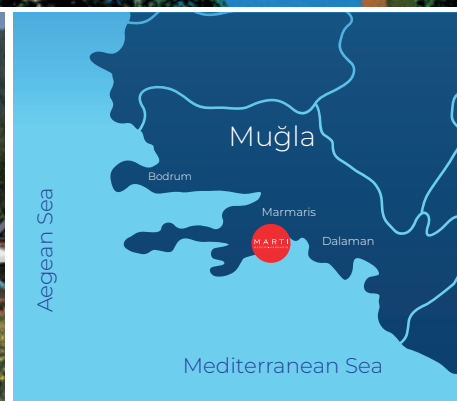 Muğla
Bodrum
Marmaris
MARTI
Dalaman
Aegean Sea
Mediterranean Sea